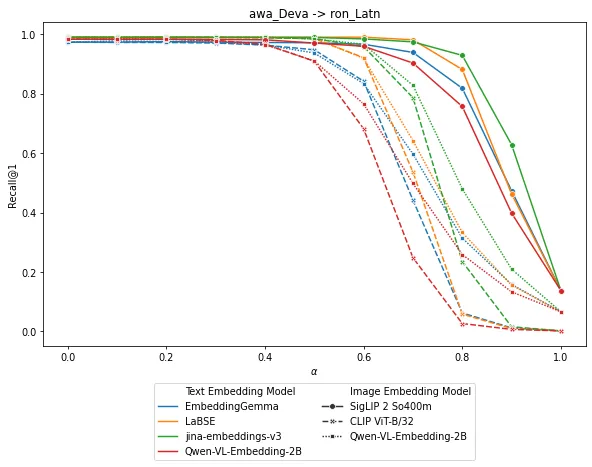 awa_Deva -> ron_Latn
1.0
0.8
0.6
0.4
0.2
0.0
Recall@1
0.0 0.2 0.4 0.6 0.8 1.0
α
Text Embedding Model
EmbeddingGemma
LaBSE
jina-embeddings-v3
Qwen-VL-Embedding-2B
Image Embedding Model
SigLIP 2 So400m
CLIP ViT-B/32
Qwen-VL-Embedding-2B